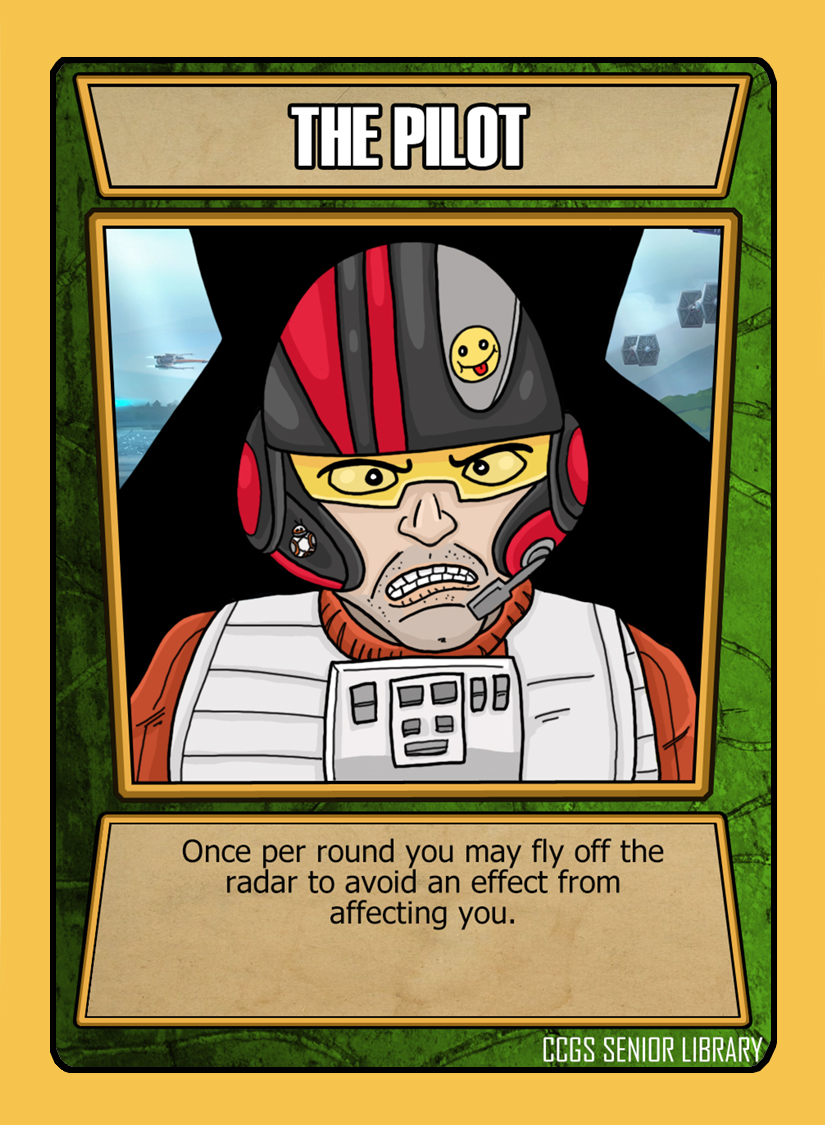 THE PILOT
Once per round you may fly off the
radar to avoid an effect from
affecting you.
CCGS SENIOR LIBRARY